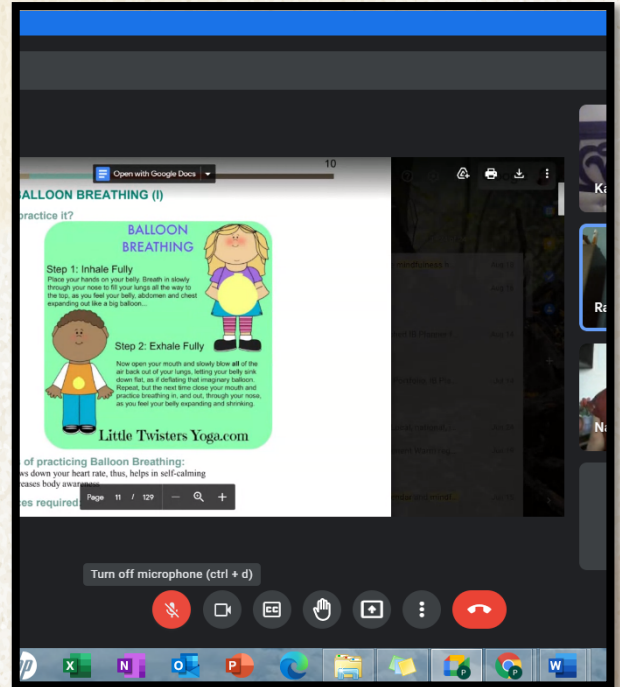 10
Open with Google Docs
BALLOON BREATHING (I)
practice it?
BALLOON
BREATHING
Step 1: Inhale Fully
Place your hands on your belly. Breath in slowly
through your nose to fill your lungs all the way to
the top, as you feel your belly, abdomen and chest
expanding out like a big balloon...
Step 2: Exhale Fully
Now open your mouth and slowly blow all of the
air back out of your lungs, letting your belly sink
down flat, as if deflating that imaginary balloon.
Repeat, but the next time close your mouth and
practice breathing in, and out, through your nose,
as you feel your belly expanding and shrinking.
Little Twisters Yoga.com
of practicing Balloon Breathing:
ws down your heart rate, thus, helps in self-calming
reases body awareness
Page 11 / 129
es required:
mindfulness b
Ka
Ra
Na
Turn off microphone (ctrl + d)
CC
hp
X
N
O
P
P
P
W